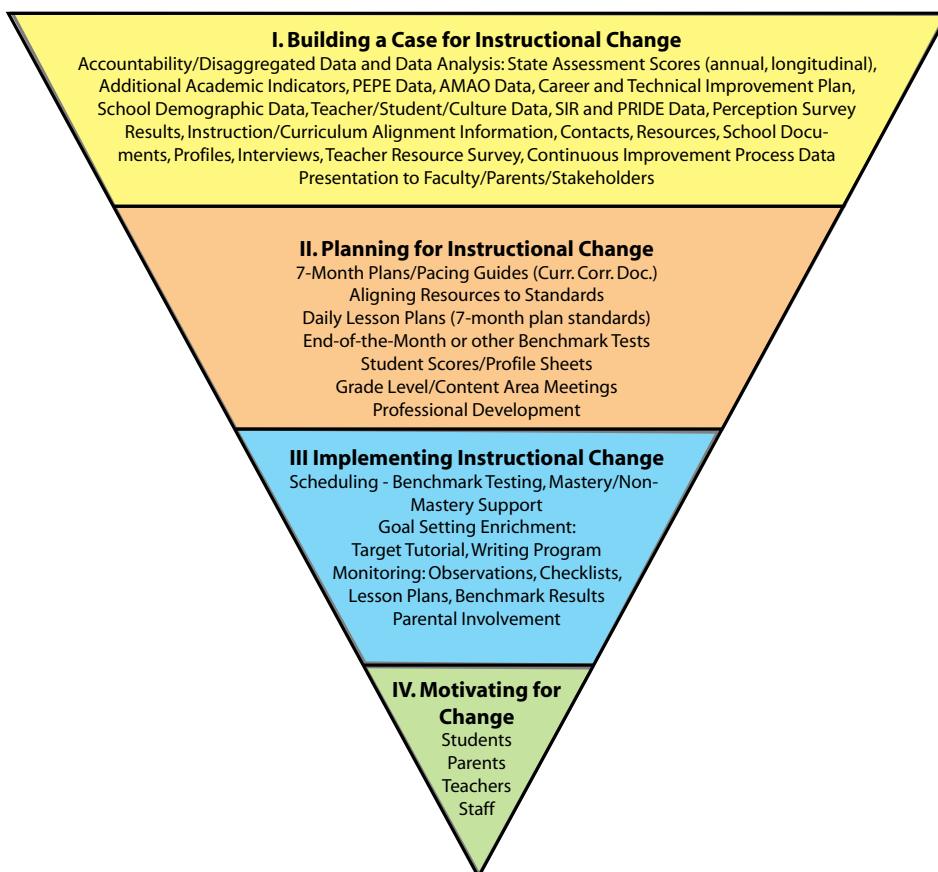 I. Building a Case for Instructional Change
Accountability/Disaggregated Data and Data Analysis: State Assessment Scores (annual, longitudinal),
Additional Academic Indicators, PEPE Data, AMAO Data, Career and Technical Improvement Plan,
School Demographic Data, Teacher/Student/Culture Data, SIR and PRIDE Data, Perception Survey
Results, Instruction/Curriculum Alignment Information, Contacts, Resources, School Docu-
ments, Profiles, Interviews, Teacher Resource Survey, Continuous Improvement Process Data
Presentation to Faculty/Parents/Stakeholders
II. Planning for Instructional Change
7-Month Plans/Pacing Guides (Curr. Corr. Doc.)
Aligning Resources to Standards
Daily Lesson Plans (7-month plan standards)
End-of-the-Month or other Benchmark Tests
Student Scores/Profile Sheets
Grade Level/Content Area Meetings
Professional Development
III Implementing Instructional Change
Scheduling - Benchmark Testing, Mastery/Non-
Mastery Support
Goal Setting Enrichment:
Target Tutorial, Writing Program
Monitoring: Observations, Checklists,
Lesson Plans, Benchmark Results
Parental Involvement
IV. Motivating for
Change
Students
Parents
Teachers
Staff